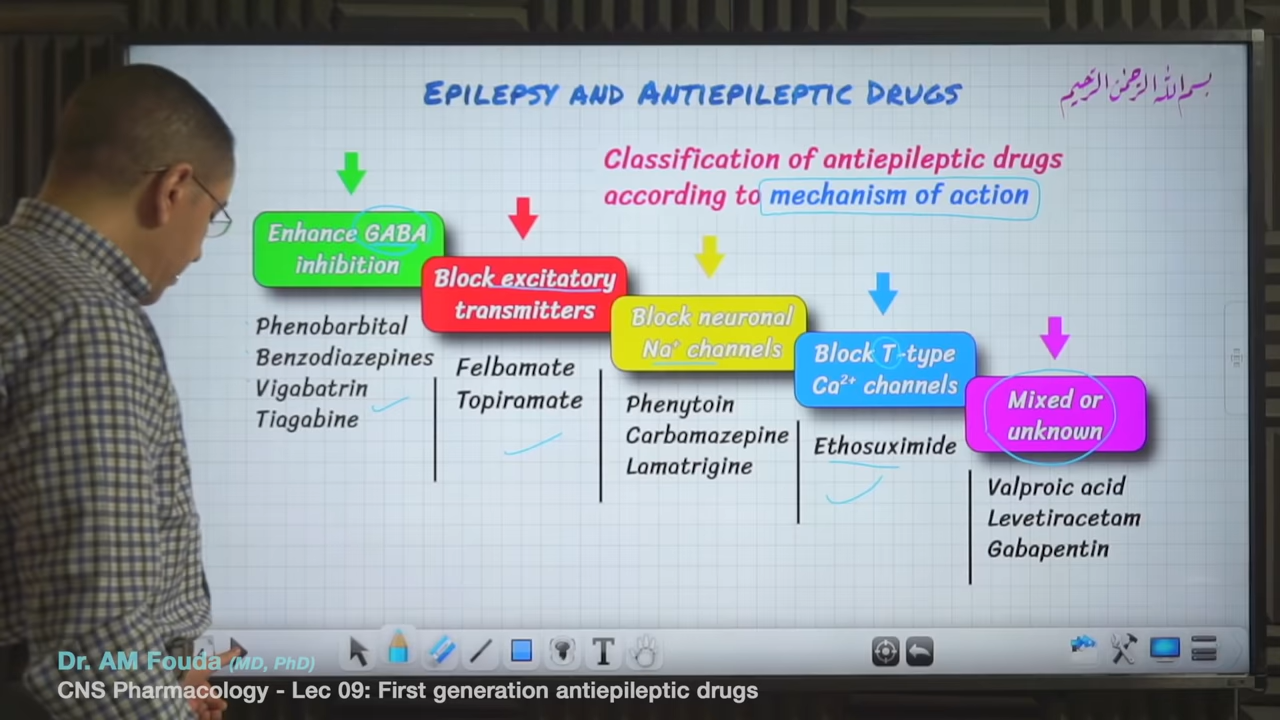 EPILEPSY AND ANTIEPILEPTIC DRUGS
بسم الله الرحمن الرحيم
Classification of antiepileptic drugs
according to mechanism of action
Enhance GABA
inhibition
Phenobarbital
Benzodiazepines
Vigabatrin
Tiagabine
Block excitatory
transmitters
Felbamate
Topiramate
Block neuronal
Na⁺ channels
Phenytoin
Carbamazepine
Lamatrigine
Block T-type
Ca²⁺ channels
Ethosuximide
Mixed or
unknown
Valproic acid
Levetiracetam
Gabapentin
T
Dr. AM Fouda (MD, PhD)
CNS Pharmacology - Lec 09: First generation antiepileptic drugs